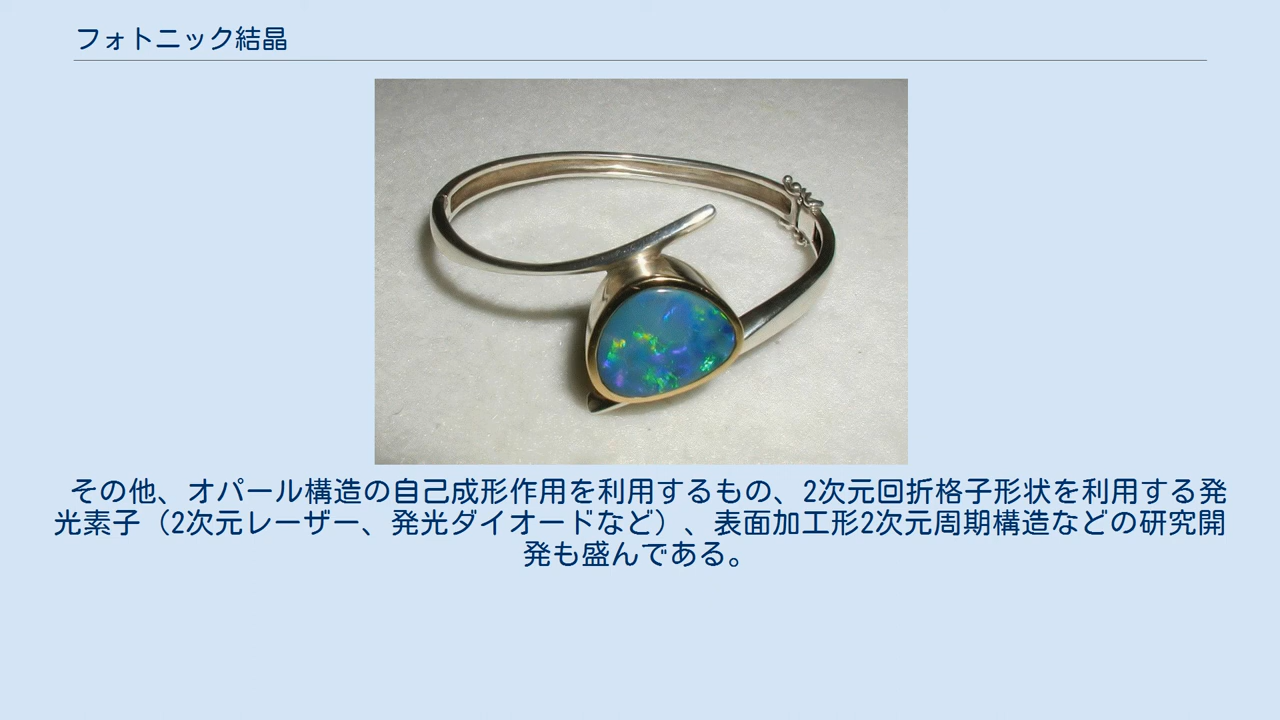 フォトニック結晶
その他、オパール構造の自己成形作用を利用するもの、2次元回折格子形状を利用する発
光素子（2次元レーザー、発光ダイオードなど）、表面加工形2次元周期構造などの研究開
発も盛んである。